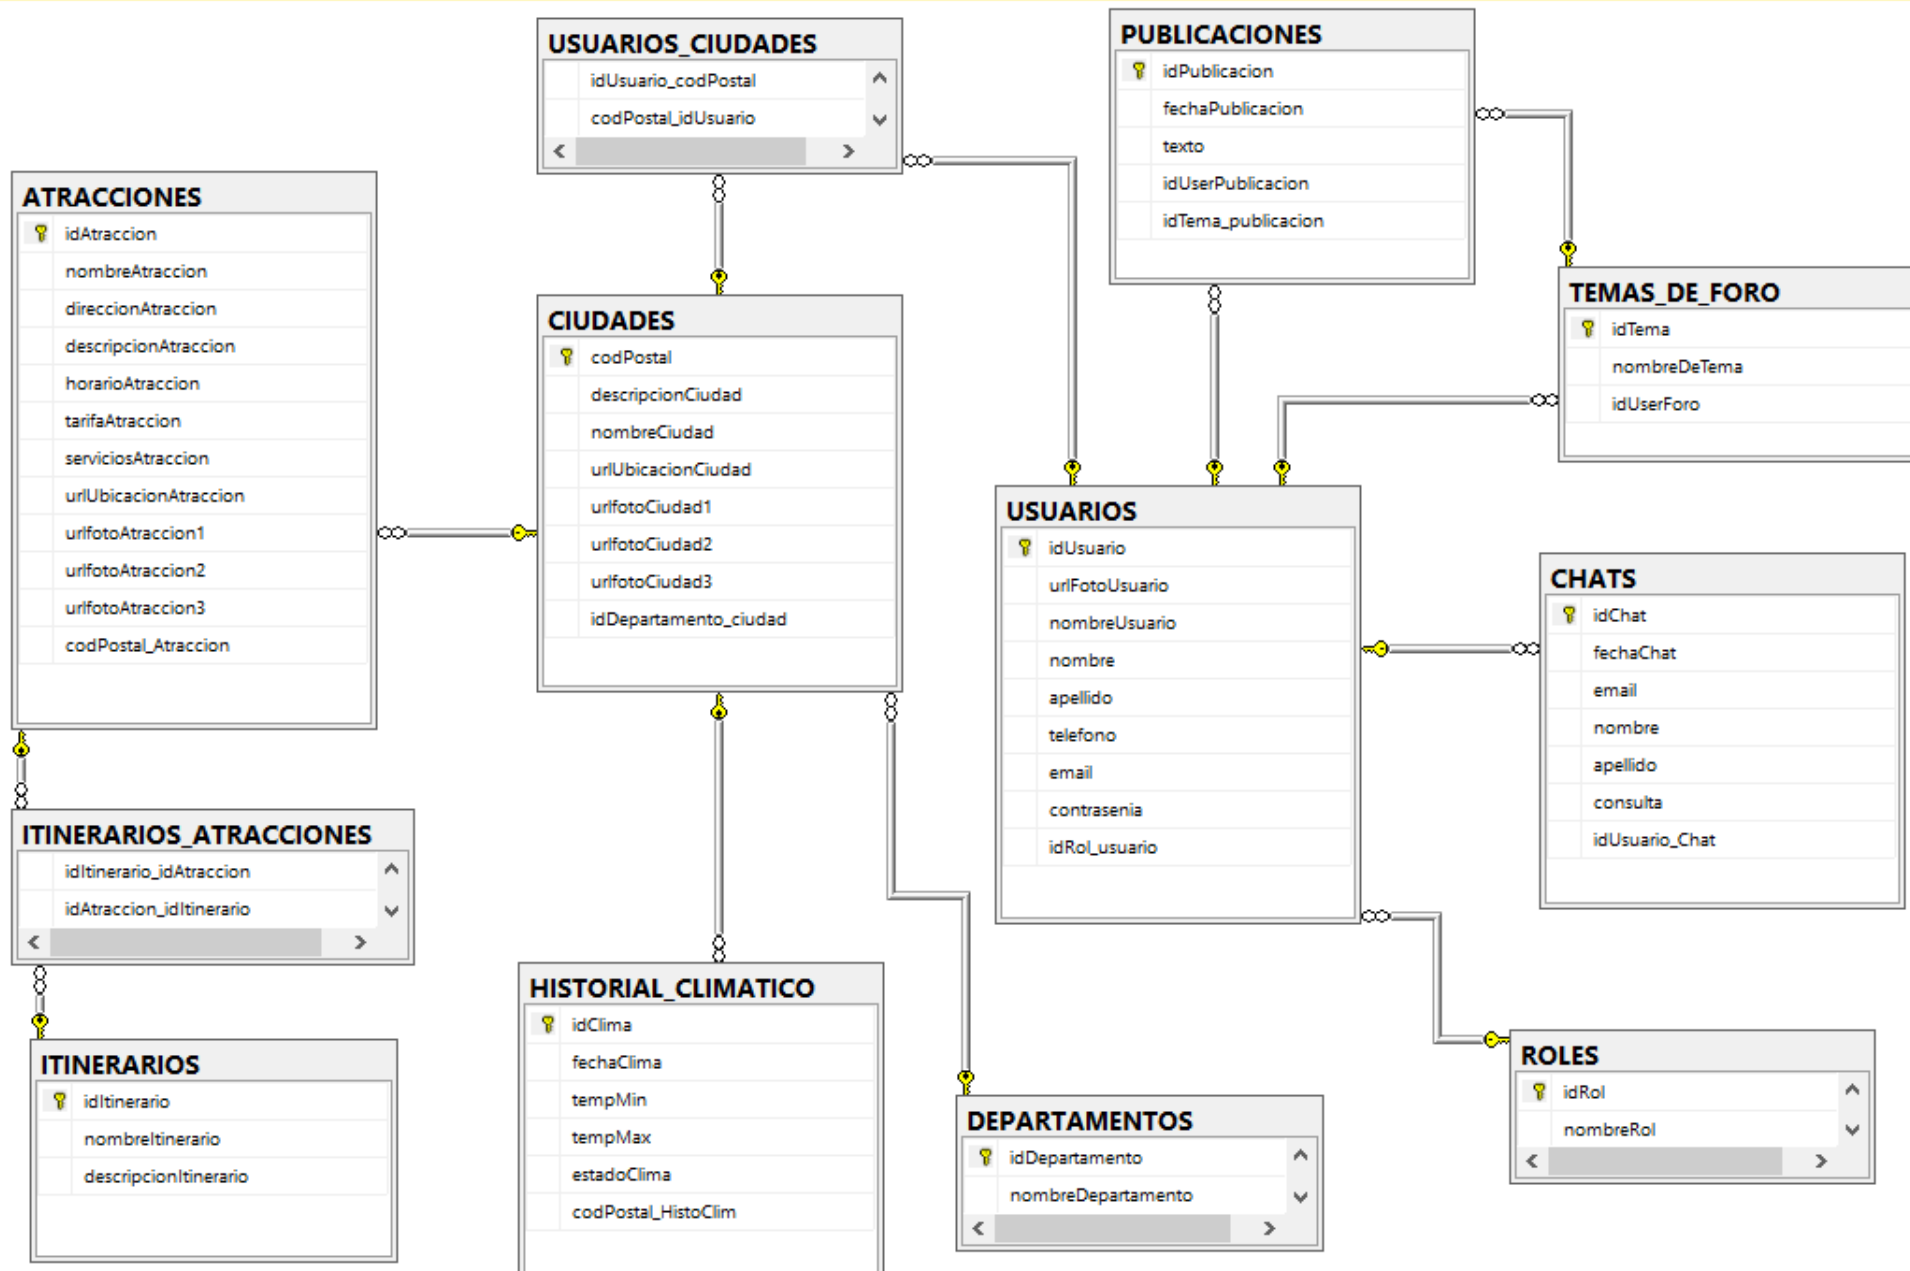 USUARIOS_CIUDADES
idUsuario_codPostal
codPostal_idUsuario
PUBLICACIONES
idPublicacion
fechaPublicacion
texto
idUserPublicacion
idTema_publicacion
ATRACCIONES
idAtraccion
nombreAtraccion
direccionAtraccion
descripcionAtraccion
horarioAtraccion
tarifaAtraccion
serviciosAtraccion
urlUbicacionAtraccion
urlfotoAtraccion1
urlfotoAtraccion2
urlfotoAtraccion3
codPostal_Atraccion
CIUDADES
codPostal
descripcionCiudad
nombreCiudad
urlUbicacionCiudad
urlfotoCiudad1
urlfotoCiudad2
urlfotoCiudad3
idDepartamento_ciudad
TEMAS_DE_FORO
idTema
nombreDeTema
idUserForo
USUARIOS
idUsuario
urlFotoUsuario
nombreUsuario
nombre
apellido
telefono
email
contrasenia
idRol_usuario
CHATS
idChat
fechaChat
email
nombre
apellido
consulta
idUsuario_Chat
ITINERARIOS_ATRACCIONES
idItinerario_idAtraccion
idAtraccion_idItinerario
ITINERARIOS
idItinerario
nombreItinerario
descripcionItinerario
HISTORIAL_CLIMATICO
idClima
fechaClima
tempMin
tempMax
estadoClima
codPostal_HistoClim
DEPARTAMENTOS
idDepartamento
nombreDepartamento
ROLES
idRol
nombreRol